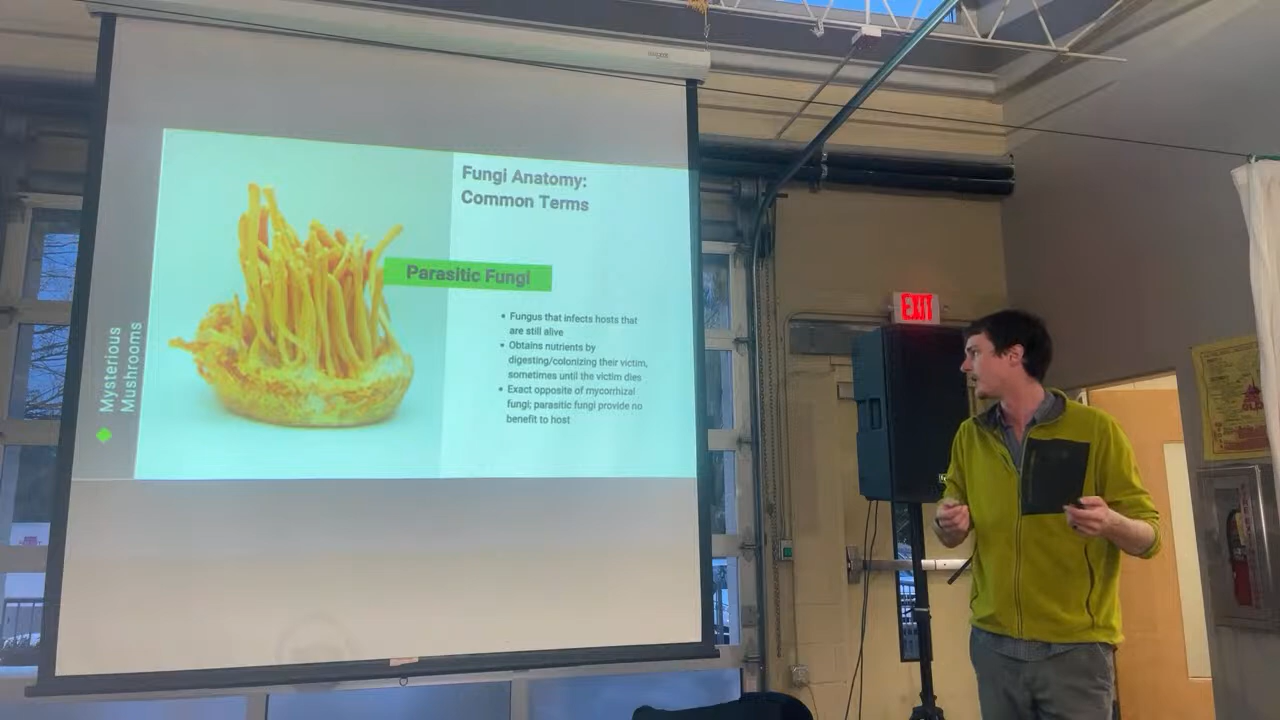 Fungi Anatomy:
Common Terms
Parasitic Fungi
• Fungus that infects hosts that
are still alive
• Obtains nutrients by
digesting/colonizing their victim,
sometimes until the victim dies
• Exact opposite of mycorrhizal
fungi; parasitic fungi provide no
benefit to host
Mysterious
Mushrooms
EXIT